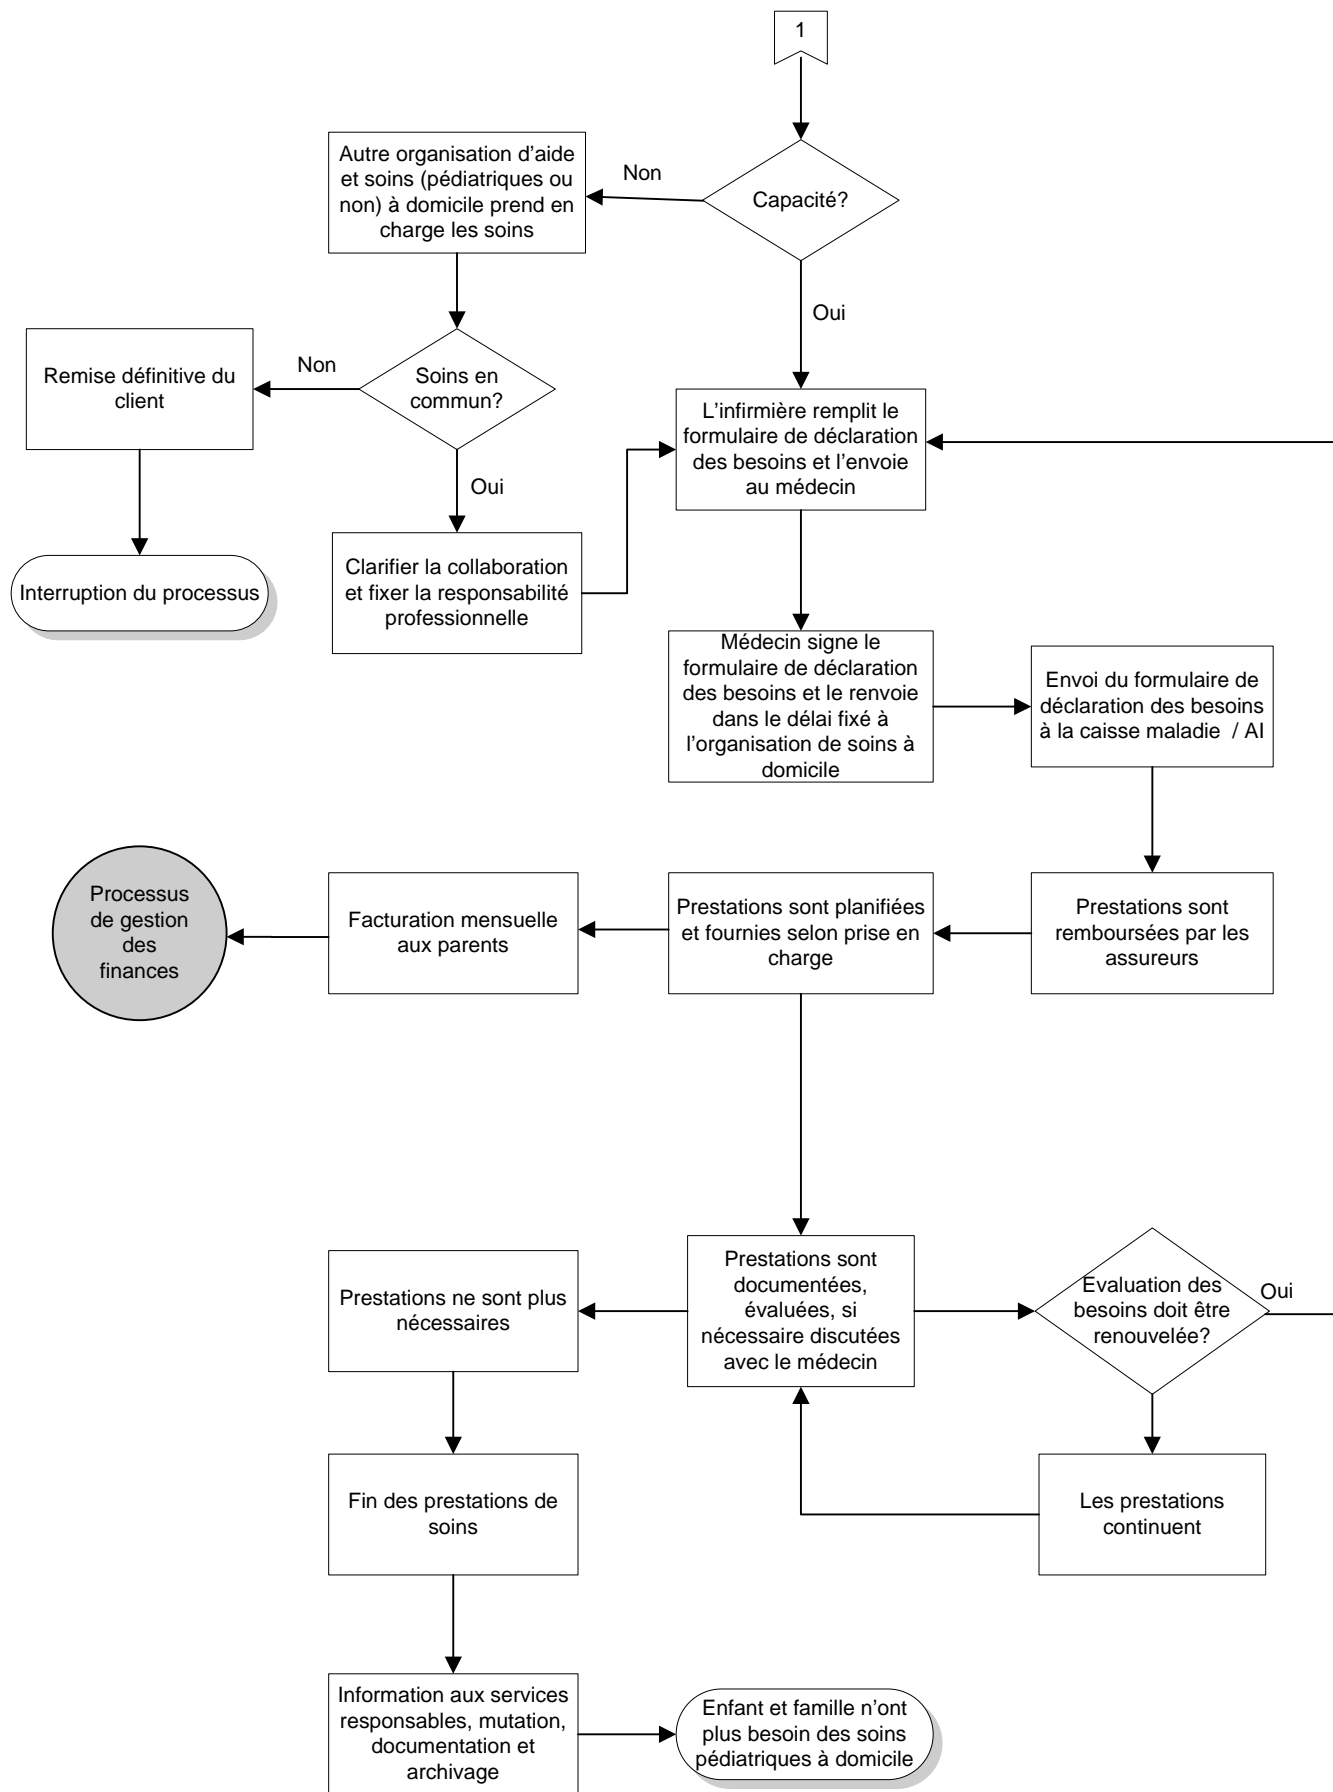 1
Autre organisation d'aide
et soins (pédiatriques ou
non) à domicile prend en
charge les soins
Non
Capacité?
Oui
Remise définitive du
client
Non
Soins en
commun?
Oui
L'infirmière remplit le
formulaire de déclaration
des besoins et l'envoie
au médecin
Interruption du processus
Clarifier la collaboration
et fixer la responsabilité
professionnelle
Médecin signe le
formulaire de déclaration
des besoins et le renvoie
dans le délai fixé à
l'organisation de soins à
domicile
Envoi du formulaire de
déclaration des besoins
à la caisse maladie / AI
Processus
de gestion
des
finances
Facturation mensuelle
aux parents
Prestations sont planifiées
et fournies selon prise en
charge
Prestations sont
remboursées par les
assureurs
Prestations ne sont plus
nécessaires
Prestations sont
documentées,
évaluées, si
nécessaire discutées
avec le médecin
Evaluation des
besoins doit être
renouvelée?
Oui
Fin des prestations de
soins
Les prestations
continuent
Information aux services
responsables, mutation,
documentation et
archivage
Enfant et famille n'ont
plus besoin des soins
pédiatriques à domicile